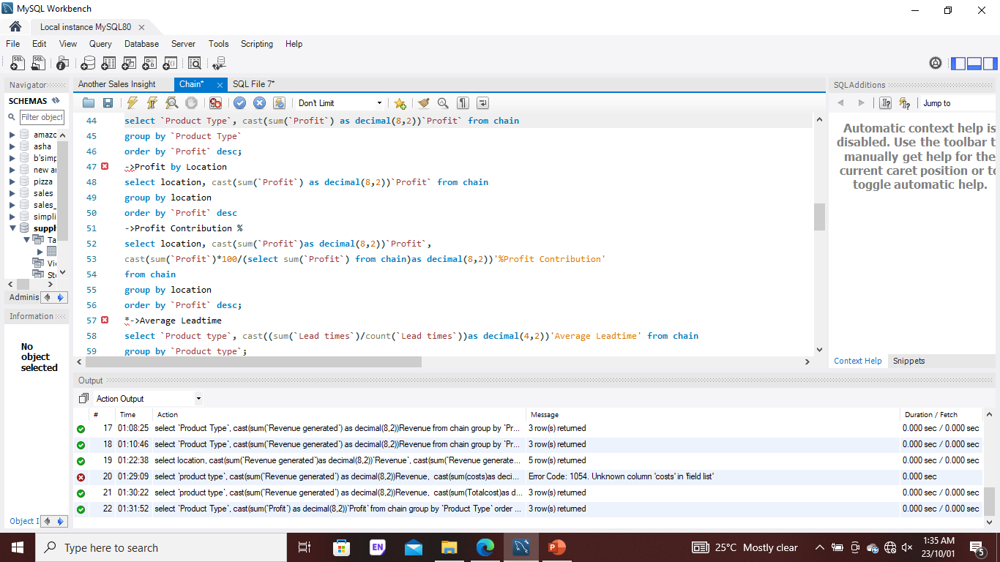 MySQL Workbench
Local instance MySQL80
File Edit View Query Database Server Tools Scripting Help
Navigator
SCHEMAS
Filter object
amazo
asha
b'simp
new ar
pizza
sales
sales_
simpli
suppl
Ta
Vi
St
Adminis
Information
No
object
selected
Object I
Another Sales Insight Chain* SQL File 7*
Don't Limit
44 select `Product Type`, cast(sum(`Profit`) as decimal(8,2))`Profit` from chain
45 group by `Product Type`
46 order by `Profit` desc;
47 ->Profit by Location
48 select location, cast(sum(`Profit`) as decimal(8,2))`Profit` from chain
49 group by location
50 order by `Profit` desc
51 ->Profit Contribution %
52 select location, cast(sum(`Profit`)as decimal(8,2))`Profit`,
53 cast(sum(`Profit`)*100/(select sum(`Profit`) from chain)as decimal(8,2))'%Profit Contribution'
54 from chain
55 group by location
56 order by `Profit` desc;
57 *->Average Leadtime
58 select `Product type`, cast((sum(`Lead times`)/count(`Lead times`))as decimal(4,2))'Average Leadtime' from chain
59 group by `Product type`;
SQLAdditions
Jump to
Automatic context help is
disabled. Use the toolbar t
manually get help for the
current caret position or to
toggle automatic help.
Context Help Snippets
Output
Action Output
# Time Action Message Duration / Fetch
17 01:08:25 select `Product Type`, cast(sum(`Revenue generated`) as decimal(8,2))Revenue from chain group by `Pr... 3 row(s) returned 0.000 sec / 0.000 sec
18 01:10:46 select `Product Type`, cast(sum(`Revenue generated`) as decimal(8,2))Revenue from chain group by `Pr... 3 row(s) returned 0.000 sec / 0.000 sec
19 01:22:38 select location, cast(sum(`Revenue generated`)as decimal(8,2))`Revenue`, cast(sum(`Revenue generate... 5 row(s) returned 0.000 sec / 0.000 sec
20 01:29:09 select `product type`, cast(sum(`Revenue generated`) as decimal(8,2))Revenue, cast(sum(costs)as deci... Error Code: 1054. Unknown column 'costs' in 'field list' 0.000 sec
21 01:30:22 select `product type`, cast(sum(`Revenue generated`) as decimal(8,2))Revenue, cast(sum(Totalcost)as d... 3 row(s) returned 0.000 sec / 0.000 sec
22 01:31:52 select `Product Type`, cast(sum(`Profit`) as decimal(8,2))`Profit` from chain group by `Product Type` order ... 3 row(s) returned 0.000 sec / 0.000 sec
Type here to search
EN
25°C Mostly clear
1:35 AM
23/10/01
5